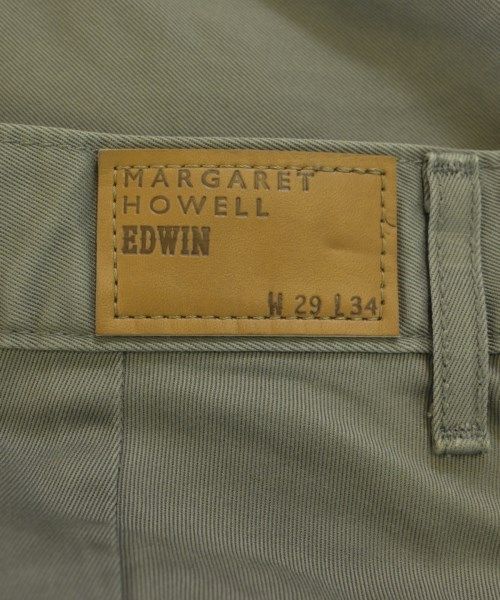 MARGARET
HOWELL
EDWIN
W 29 L 34